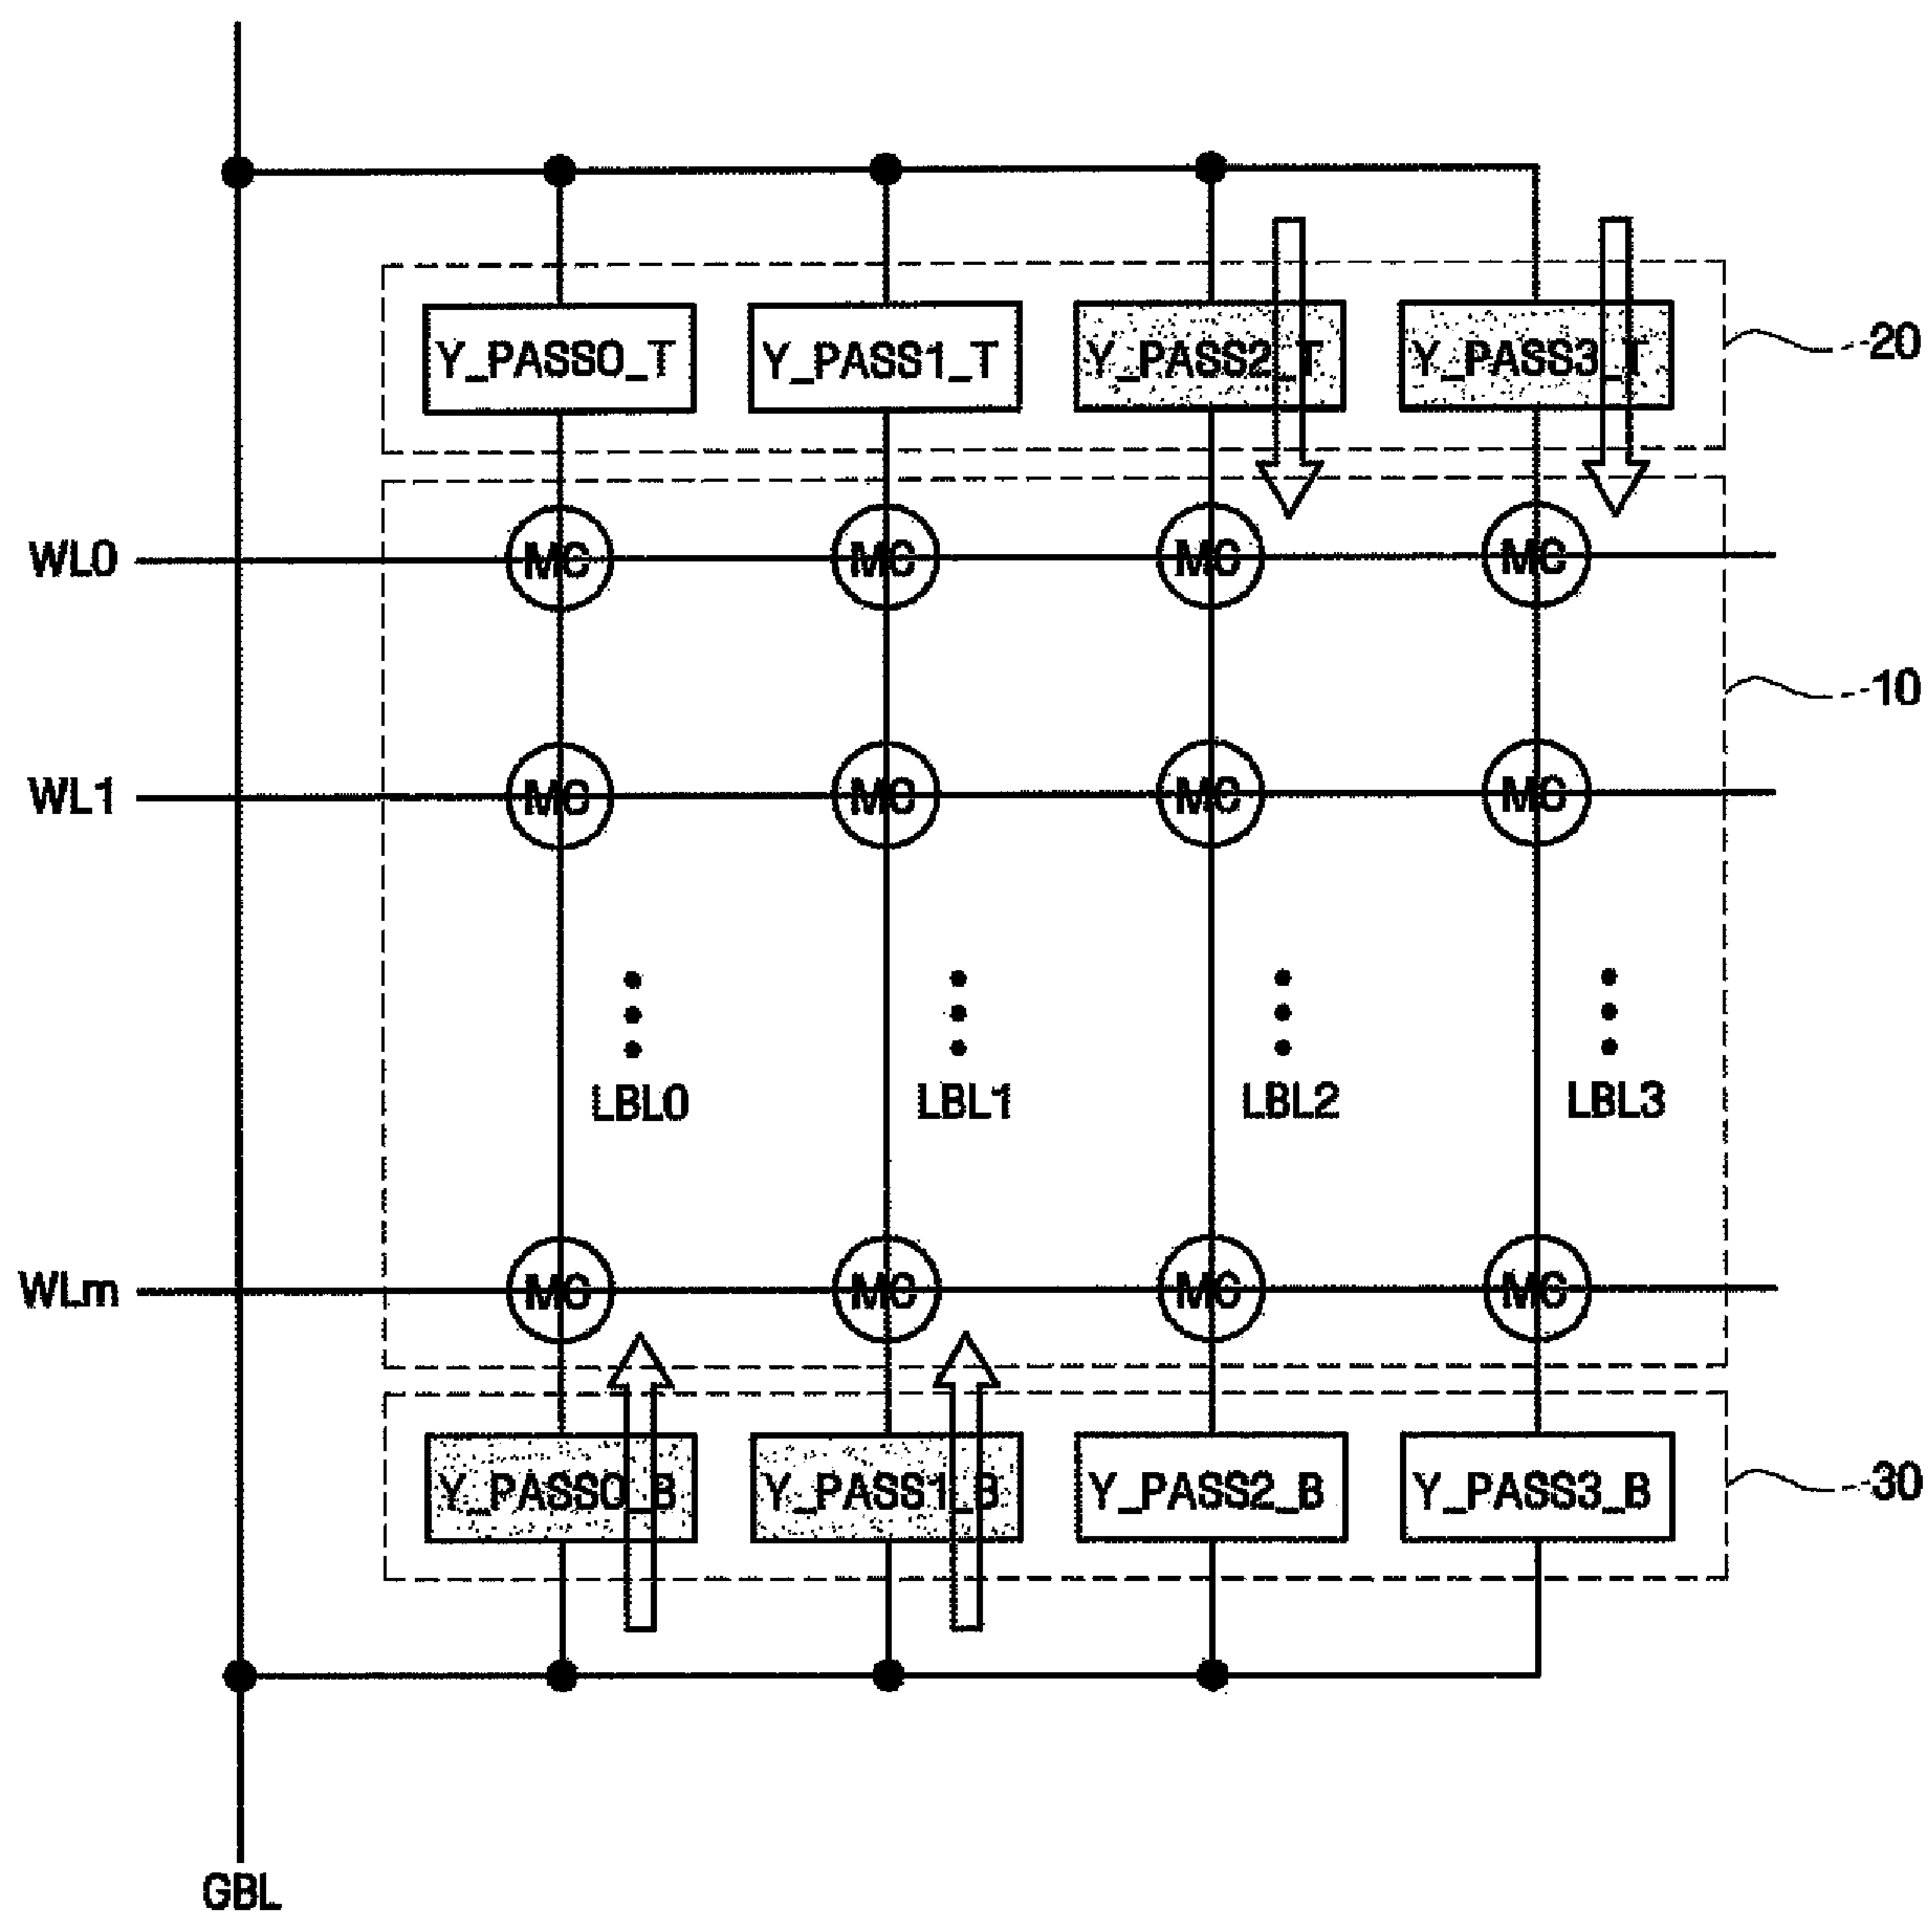 Y_PASS0_T Y_PASS1_T Y_PASS2_T Y_PASS3_T
20
WL0 MC MC MC MC
10
WL1 MC MC MC MC
LBL0 LBL1 LBL2 LBL3
WLm MC MC MC MC
Y_PASS0_B Y_PASS1_B Y_PASS2_B Y_PASS3_B
30
GBL